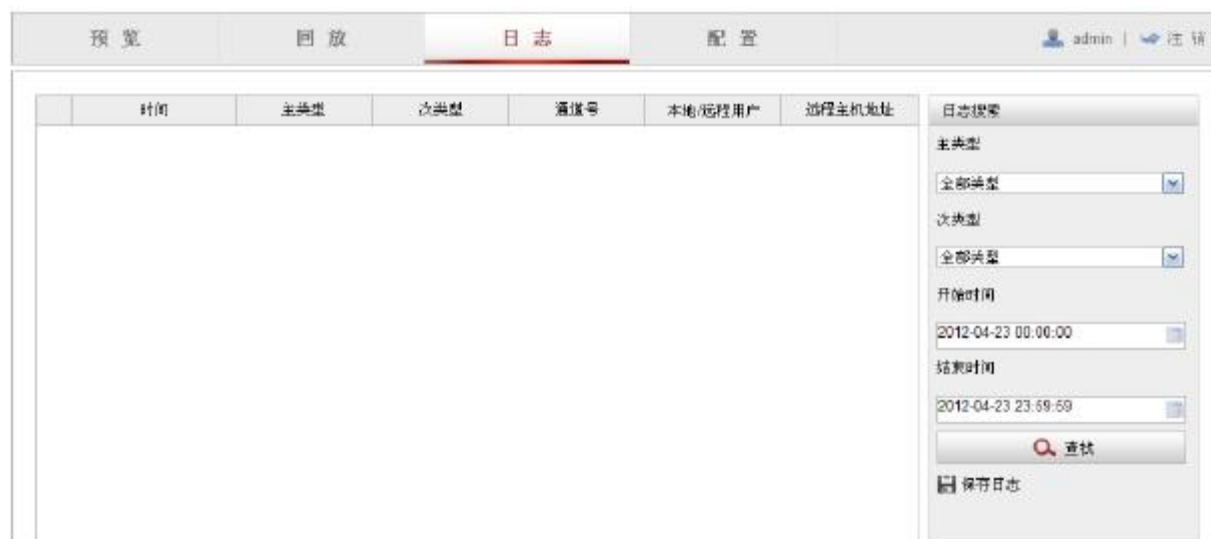 预 览 回 放 日 志 配 置 admin | 注 销
时间 主类型 次类型 通道号 本地/远程用户 远程主机地址
日志搜索
主类型
全部类型
次类型
全部类型
开始时间
2012-04-23 00:00:00
结束时间
2012-04-23 23:59:59
查找
保存日志